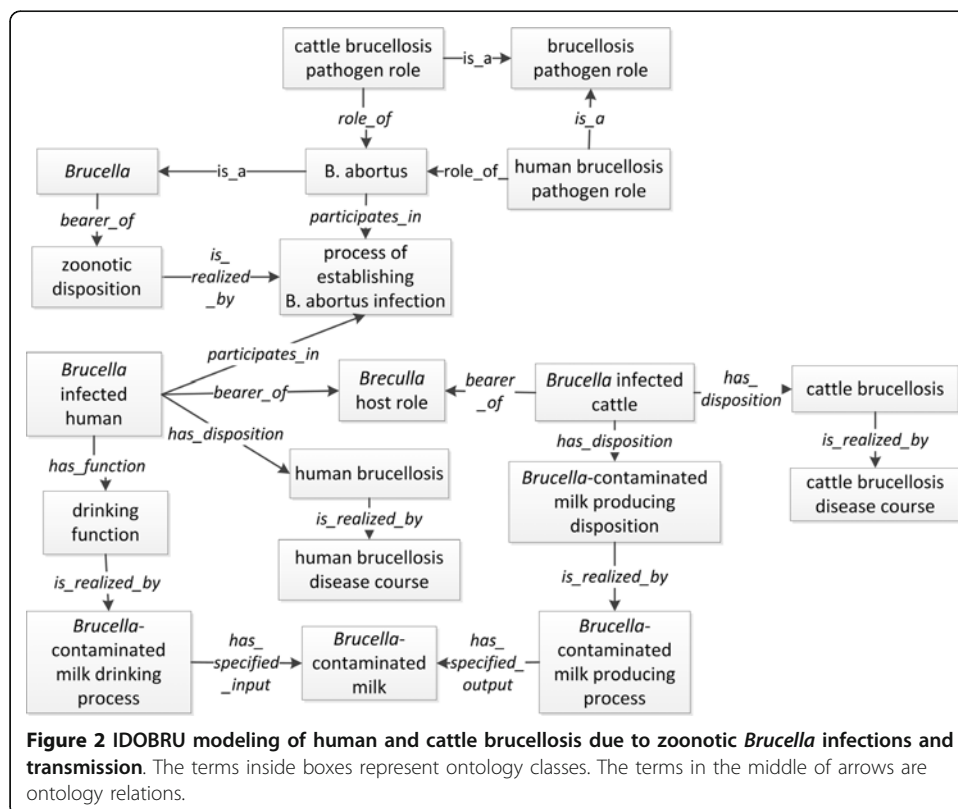 cattle brucellosis
pathogen role
is_a
brucellosis
pathogen role
role_of
is_a
Brucella
is_a
B. abortus
role_of_
human brucellosis
pathogen role
bearer_of
participates_in
zoonotic
disposition
is_
realized
_by
process of
establishing
B. abortus infection
participates_in
Brucella
infected
human
bearer_of
Breculla
host role
bearer
_of
Brucella infected
cattle
has_
disposition
cattle brucellosis
has_disposition
has_disposition
is_realized_by
has_function
human brucellosis
Brucella-contaminated
milk producing
disposition
cattle brucellosis
disease course
drinking
function
is_realized_by
human brucellosis
disease course
is_realized_by
is_realized_by
Brucella-
contaminated
milk drinking
process
has_
specified
_input
Brucella-
contaminated
milk
has_
specified_
output
Brucella-
contaminated
milk producing
process
Figure 2 IDOBRU modeling of human and cattle brucellosis due to zoonotic Brucella infections and
transmission. The terms inside boxes represent ontology classes. The terms in the middle of arrows are
ontology relations.